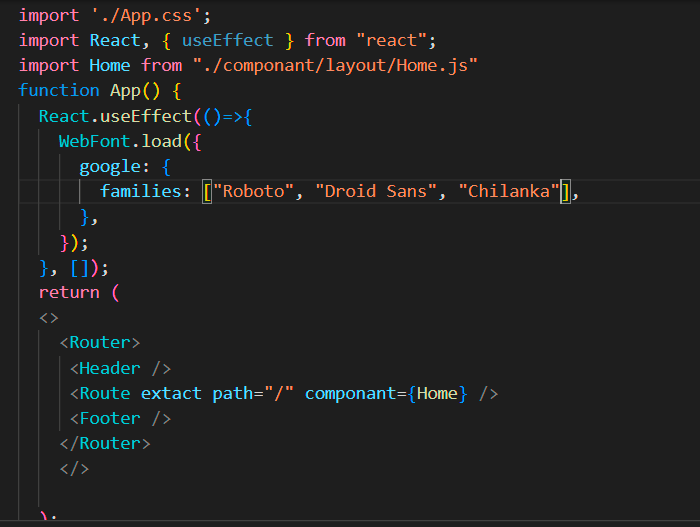 import './App.css';
import React, { useEffect } from "react";
import Home from "./componant/layout/Home.js"
function App() {
React.useEffect(()=>{
WebFont.load({
google: {
families: ["Roboto", "Droid Sans", "Chilanka"],
},
});
}, []);
return (
<>
<Router>
<Header />
<Route extact path="/" componant={Home} />
<Footer />
</Router>
</>
);